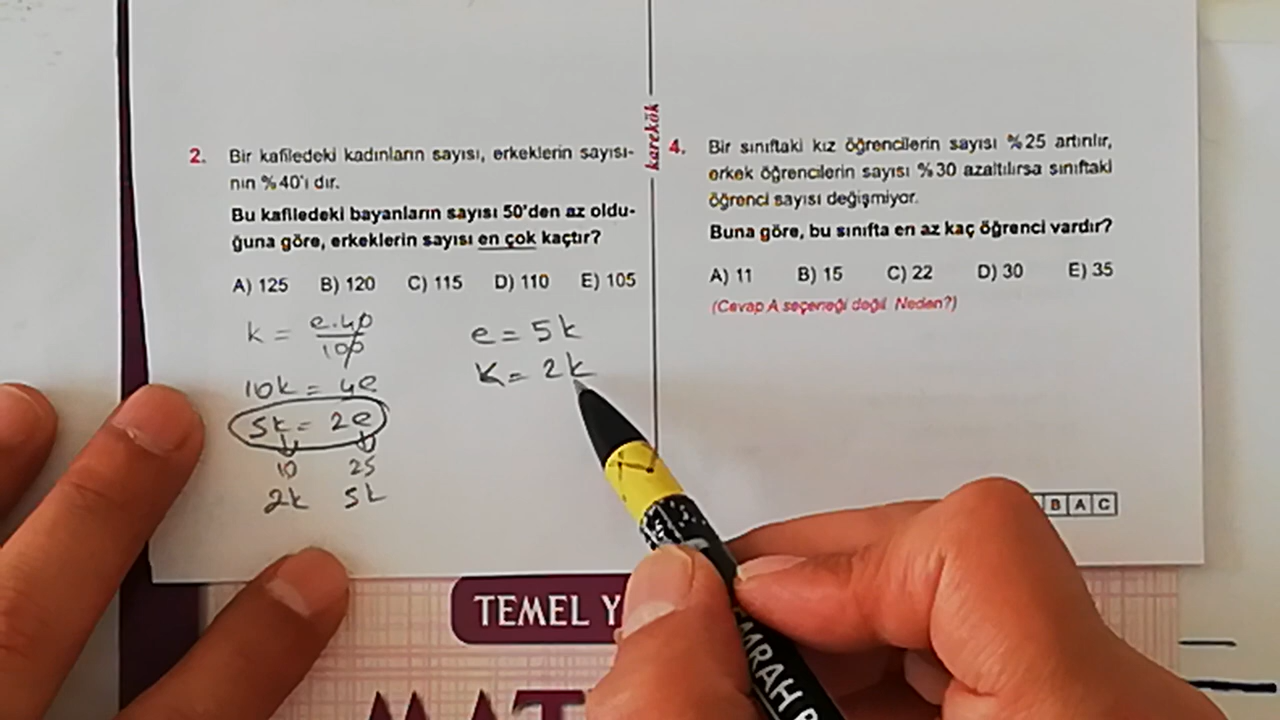 2. Bir kafiledeki kadınların sayısı, erkeklerin sayısı-
nın %40'ı dır.
Bu kafiledeki bayanların sayısı 50'den az oldu-
ğuna göre, erkeklerin sayısı en çok kaçtır?
A) 125 B) 120 C) 115 D) 110 E) 105
k = e.40
100
10k = 4e
5k = 2e
10 25
2k 5k
e = 5k
K = 2k
karekök
4. Bir sınıftaki kız öğrencilerin sayısı %25 artırılır,
erkek öğrencilerin sayısı %30 azaltılırsa sınıftaki
öğrenci sayısı değişmiyor.
Buna göre, bu sınıfta en az kaç öğrenci vardır?
A) 11 B) 15 C) 22 D) 30 E) 35
(Cevap A seçeneği değil. Neden?)
B A C
TEMEL